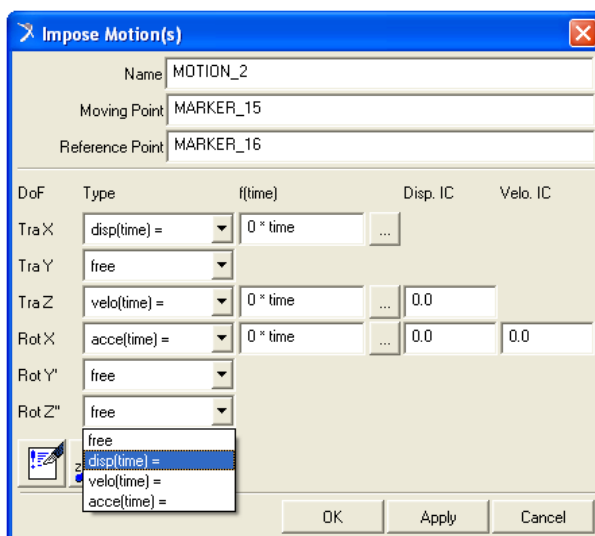 Impose Motion(s)
Name MOTION_2
Moving Point MARKER_15
Reference Point MARKER_16
DoF Type f(time) Disp. IC Velo. IC
Tra X disp(time) = 0 * time ...
Tra Y free
Tra Z velo(time) = 0 * time ... 0.0
Rot X acce(time) = 0 * time ... 0.0 0.0
Rot Y' free
Rot Z" free
free
disp(time) =
velo(time) =
acce(time) =
OK Apply Cancel